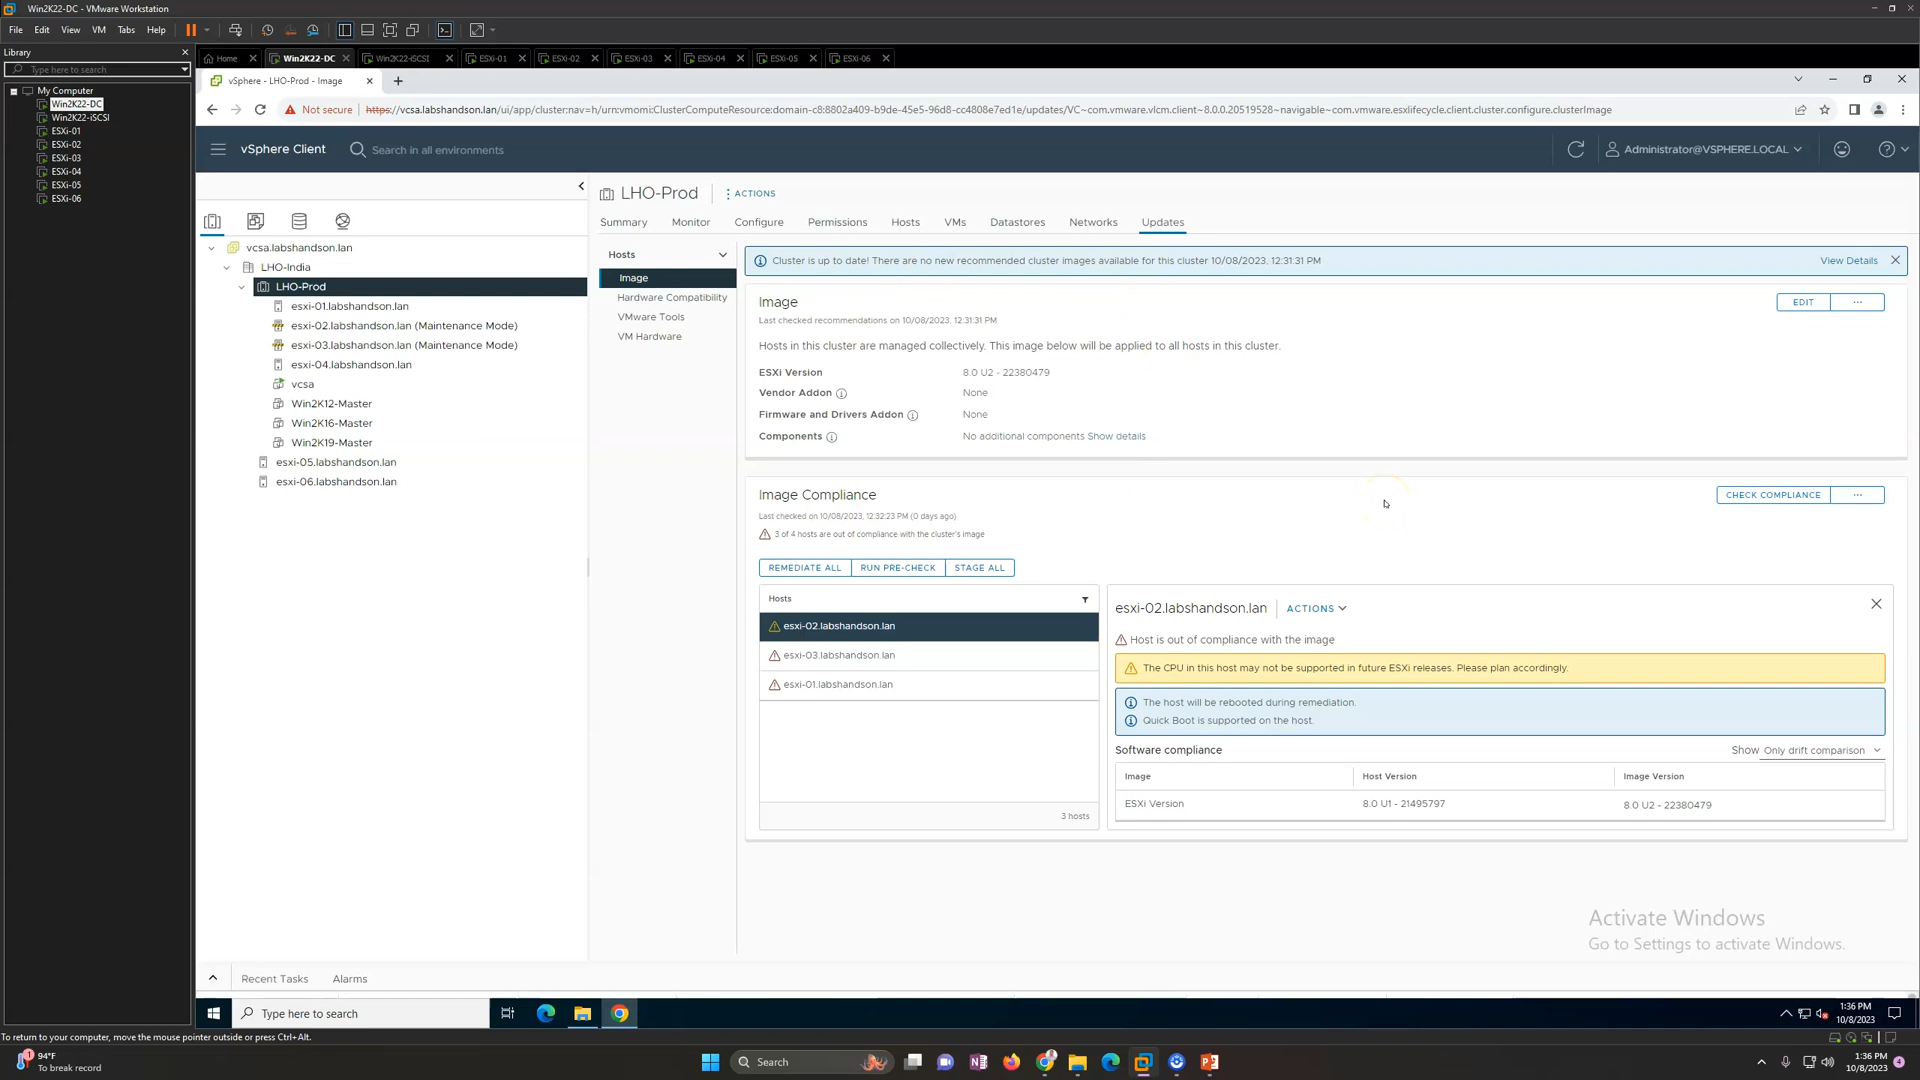 Win2K22-DC - VMware Workstation
File Edit View VM Tabs Help
Library
Type here to search
My Computer
Win2K22-DC
Win2K22-iSCSI
ESXi-01
ESXi-02
ESXi-03
ESXi-04
ESXi-05
ESXi-06
Home Win2K22-DC Win2K22-iSCSI ESXi-01 ESXi-02 ESXi-03 ESXi-04 ESXi-05 ESXi-06
vSphere - LHO-Prod - Image
Not secure https://vcsa.labshandson.lan/ui/app/cluster:nav=h/urn:vmomi:ClusterComputeResource:domain-c8:8802a409-b9de-45e5-96d8-cc4808e7ed1e/updates/VC~com.vmware.vlcm.client~8.0.0.20519528~navigable~com.vmware.esxlifecycle.client.cluster.configure.clusterImage
vSphere Client Search in all environments Administrator@VSPHERE.LOCAL
vcsa.labshandson.lan
LHO-India
LHO-Prod
esxi-01.labshandson.lan
esxi-02.labshandson.lan (Maintenance Mode)
esxi-03.labshandson.lan (Maintenance Mode)
esxi-04.labshandson.lan
vcsa
Win2K12-Master
Win2K16-Master
Win2K19-Master
esxi-05.labshandson.lan
esxi-06.labshandson.lan
LHO-Prod ACTIONS
Summary Monitor Configure Permissions Hosts VMs Datastores Networks Updates
Hosts
Image
Hardware Compatibility
VMware Tools
VM Hardware
Cluster is up to date! There are no new recommended cluster images available for this cluster 10/08/2023, 12:31:31 PM View Details
Image EDIT ...
Last checked recommendations on 10/08/2023, 12:31:31 PM
Hosts in this cluster are managed collectively. This image below will be applied to all hosts in this cluster.
ESXi Version 8.0 U2 - 22380479
Vendor Addon None
Firmware and Drivers Addon None
Components No additional components Show details
Image Compliance CHECK COMPLIANCE ...
Last checked on 10/08/2023, 12:32:23 PM (0 days ago)
3 of 4 hosts are out of compliance with the cluster's image
REMEDIATE ALL RUN PRE-CHECK STAGE ALL
Hosts
esxi-02.labshandson.lan
esxi-03.labshandson.lan
esxi-01.labshandson.lan
3 hosts
esxi-02.labshandson.lan ACTIONS
Host is out of compliance with the image
The CPU in this host may not be supported in future ESXi releases. Please plan accordingly.
The host will be rebooted during remediation.
Quick Boot is supported on the host.
Software compliance Show Only drift comparison
Image Host Version Image Version
ESXi Version 8.0 U1 - 21495797 8.0 U2 - 22380479
Activate Windows
Go to Settings to activate Windows.
Recent Tasks Alarms
Type here to search
1:36 PM
10/8/2023
To return to your computer, move the mouse pointer outside or press Ctrl+Alt.
1
94°F
To break record
Search
1:36 PM
10/8/2023
4